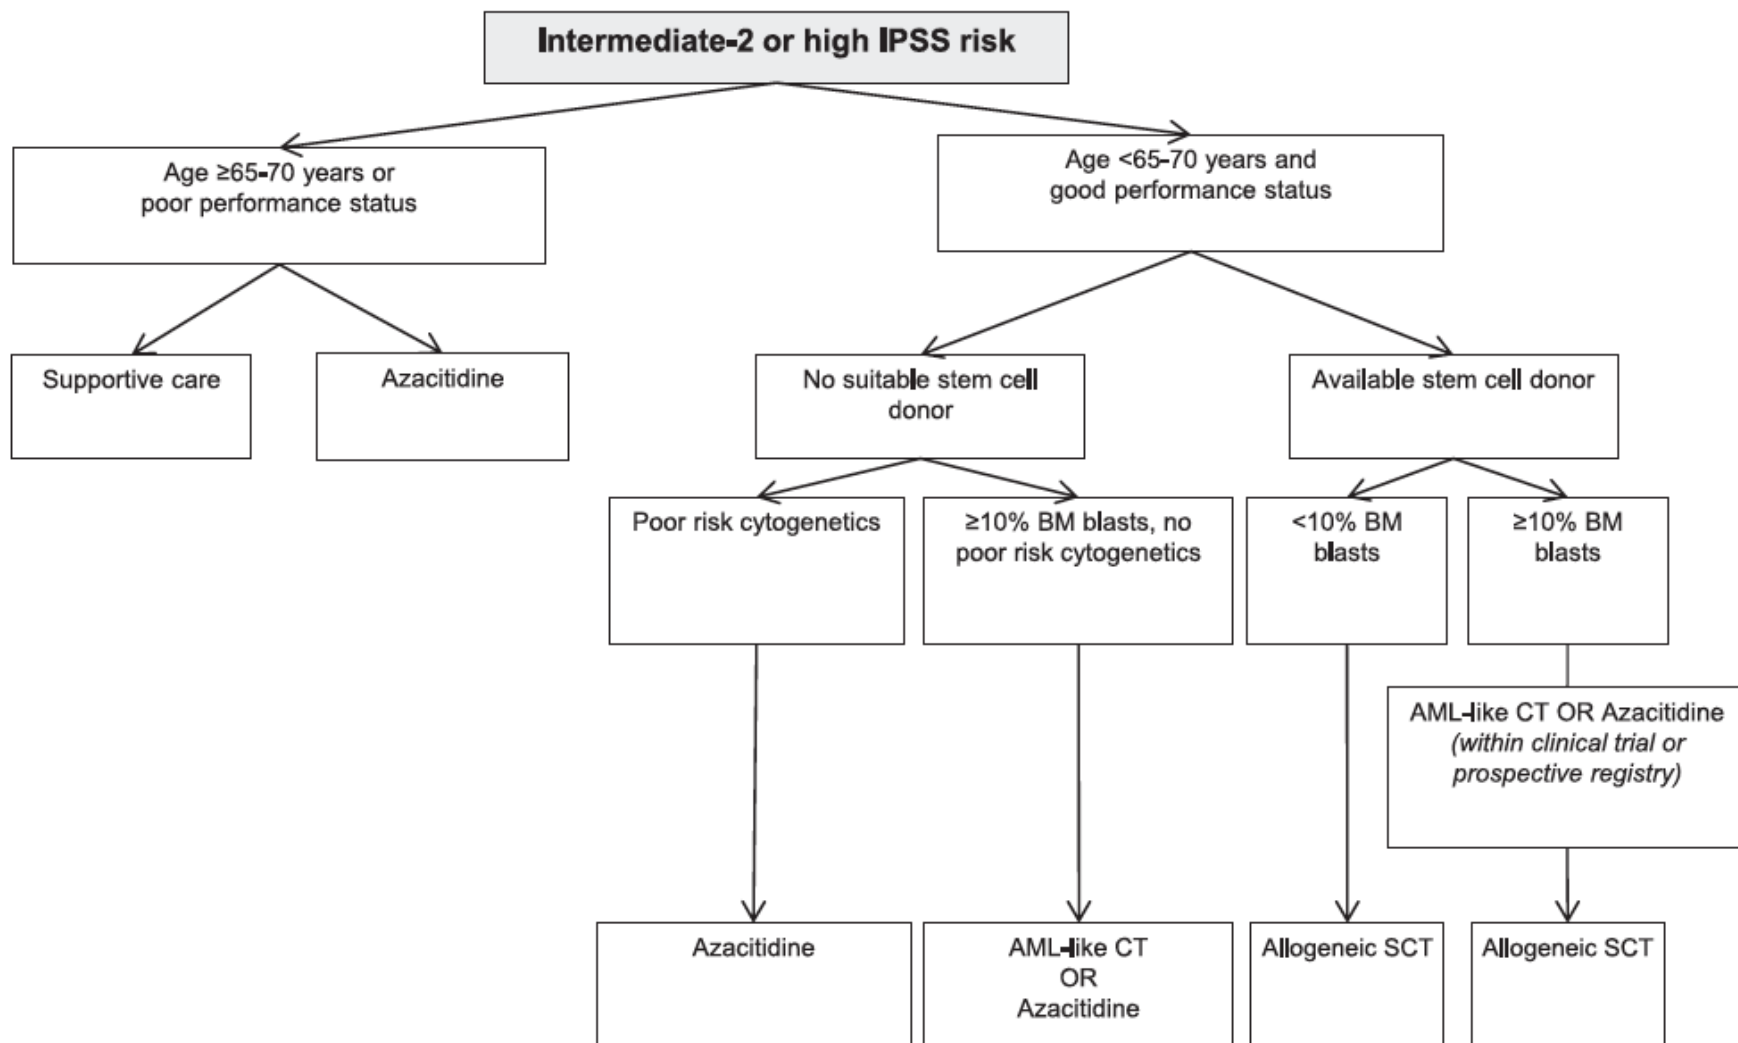 Intermediate-2 or high IPSS risk
Age ≥65-70 years or
poor performance status
Age <65-70 years and
good performance status
Supportive care
Azacitidine
No suitable stem cell
donor
Available stem cell donor
Poor risk cytogenetics
≥10% BM blasts, no
poor risk cytogenetics
<10% BM
blasts
≥10% BM
blasts
AML-like CT OR Azacitidine
(within clinical trial or
prospective registry)
Azacitidine
AML-like CT
OR
Azacitidine
Allogeneic SCT
Allogeneic SCT